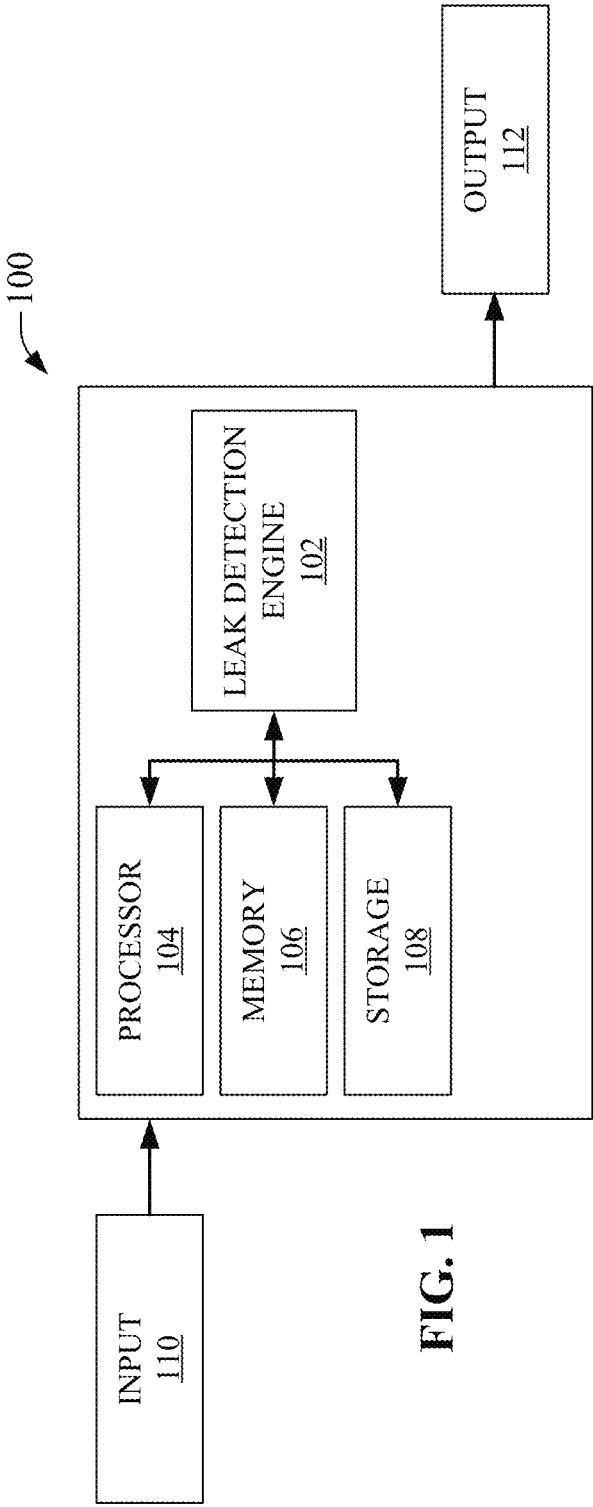 100
INPUT
110
PROCESSOR
104
MEMORY
106
STORAGE
108
LEAK DETECTION
ENGINE
102
OUTPUT
112
FIG. 1